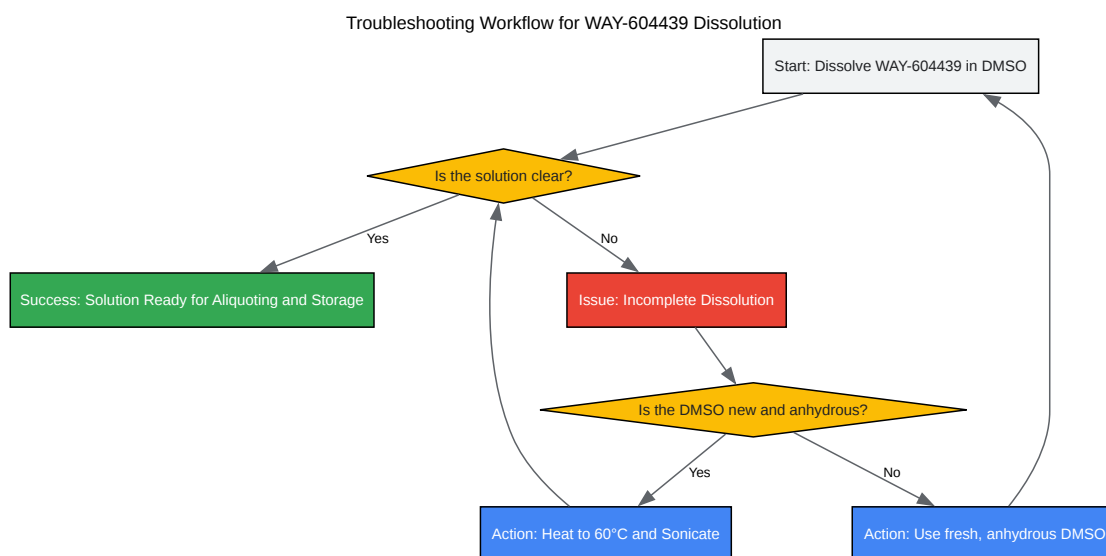 Troubleshooting Workflow for WAY-604439 Dissolution
Start: Dissolve WAY-604439 in DMSO
Is the solution clear?
Yes
No
Success: Solution Ready for Aliquoting and Storage
Issue: Incomplete Dissolution
Is the DMSO new and anhydrous?
Yes
No
Action: Heat to 60°C and Sonicate
Action: Use fresh, anhydrous DMSO